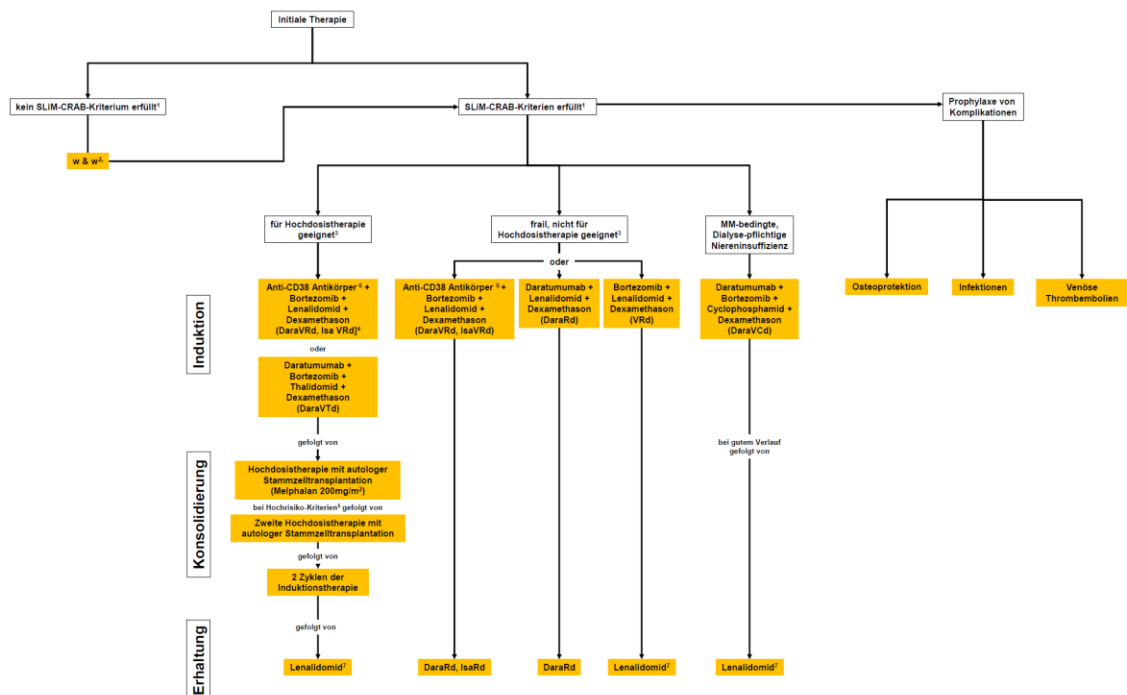 Initiale Therapie
kein SLiM-CRAB-Kriterium erfüllt¹
SLiM-CRAB-Kriterien erfüllt¹
Prophylaxe von
Komplikationen
w & w²,
für Hochdosistherapie
geeignet³
frail, nicht für
Hochdosistherapie geeignet³
MM-bedingte,
Dialyse-pflichtige
Niereninsuffizienz
oder
Induktion
Anti-CD38 Antikörper ⁶ +
Bortezomib +
Lenalidomid +
Dexamethason
(DaraVRd, Isa VRd]⁴
Anti-CD38 Antikörper ⁶ +
Bortezomib +
Lenalidomid +
Dexamethason
(DaraVRd, IsaVRd)
Daratumumab +
Lenalidomid +
Dexamethason
(DaraRd)
Bortezomib +
Lenalidomid +
Dexamethason
(VRd)
Daratumumab +
Bortezomib +
Cyclophosphamid +
Dexamethason
(DaraVCd)
Osteoprotektion
Infektionen
Venöse
Thrombembolien
oder
Daratumumab +
Bortezomib +
Thalidomid +
Dexamethason
(DaraVTd)
gefolgt von
bei gutem Verlauf
gefolgt von
Konsolidierung
Hochdosistherapie mit autologer
Stammzelltransplantation
(Melphalan 200mg/m²)
bei Hochrisiko-Kriterien⁵ gefolgt von
Zweite Hochdosistherapie mit
autologer Stammzelltransplantation
gefolgt von
2 Zyklen der
Induktionstherapie
gefolgt von
Erhaltung
Lenalidomid⁷
DaraRd, IsaRd
DaraRd
Lenalidomid⁷
Lenalidomid⁷